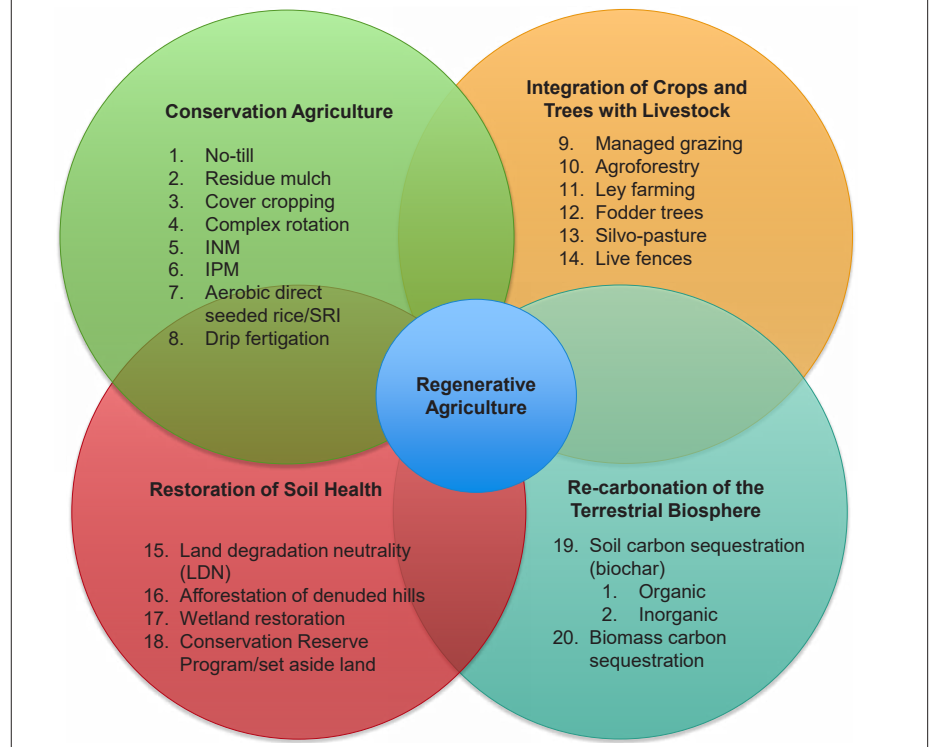 Conservation Agriculture
1. No-till
2. Residue mulch
3. Cover cropping
4. Complex rotation
5. INM
6. IPM
7. Aerobic direct
seeded rice/SRI
8. Drip fertigation
Integration of Crops and
Trees with Livestock
9. Managed grazing
10. Agroforestry
11. Ley farming
12. Fodder trees
13. Silvo-pasture
14. Live fences
Regenerative
Agriculture
Restoration of Soil Health
15. Land degradation neutrality
(LDN)
16. Afforestation of denuded hills
17. Wetland restoration
18. Conservation Reserve
Program/set aside land
Re-carbonation of the
Terrestrial Biosphere
19. Soil carbon sequestration
(biochar)
1. Organic
2. Inorganic
20. Biomass carbon
sequestration